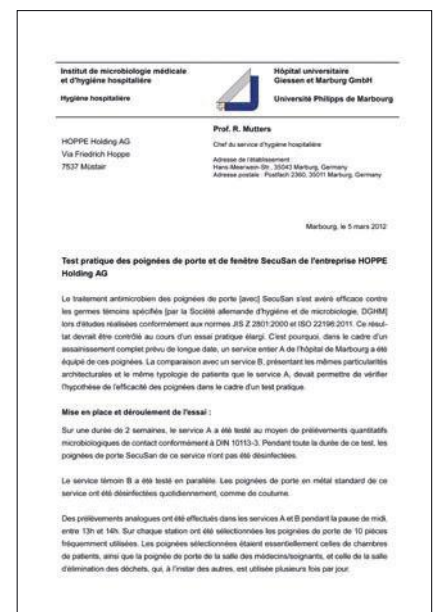 Institut de microbiologie médicale
et d'hygiène hospitalière
Hygiène hospitalière
Hôpital universitaire
Giessen et Marburg GmbH
Université Philipps de Marbourg
HOPPE Holding AG
Via Friedrich Hoppe
7537 Müstair
Prof. R. Mutters
Chef du service d'hygiène hospitalière
Adresse de l'établissement :
Hans-Meerwein-Str., 35043 Marburg, Germany
Adresse postale : Postfach 2360, 35011 Marburg, Germany
Marbourg, le 5 mars 2012
Test pratique des poignées de porte et de fenêtre SecuSan de l'entreprise HOPPE
Holding AG
Le traitement antimicrobien des poignées de porte [avec] SecuSan s'est avéré efficace contre
les germes témoins spécifiés [par la Société allemande d'hygiène et de microbiologie, DGHM]
lors d'études réalisées conformément aux normes JIS Z 2801:2000 et ISO 22196:2011. Ce résul-
tat devrait être contrôlé au cours d'un essai pratique élargi. C'est pourquoi, dans le cadre d'un
assainissement complet prévu de longue date, un service entier A de l'hôpital de Marbourg a été
équipé de ces poignées. La comparaison avec un service B, présentant les mêmes particularités
architecturales et le même typologie de patients que le service A, devait permettre de vérifier
l'hypothèse de l'efficacité des poignées dans le cadre d'un test pratique.
Mise en place et déroulement de l'essai :
Sur une durée de 2 semaines, le service A a été testé au moyen de prélèvements quantitatifs
microbiologiques de contact conformément à DIN 10113-3. Pendant toute la durée de ce test, les
poignées de porte SecuSan de ce service n'ont pas été désinfectées.
Le service témoin B a été testé en parallèle. Les poignées de porte en métal standard de ce
service ont été désinfectées quotidiennement, comme de coutume.
Des prélèvements analogues ont été effectués dans les services A et B pendant la pause de midi,
entre 13h et 14h. Sur chaque station ont été sélectionnées les poignées de porte de 10 pièces
fréquemment utilisées. Les poignées sélectionnées étaient essentiellement celles de chambres
de patients, ainsi que la poignée de porte de la salle des médecins/soignants, et celle de la salle
d'élimination des déchets, qui, à l'instar des autres, est utilisée plusieurs fois par jour.